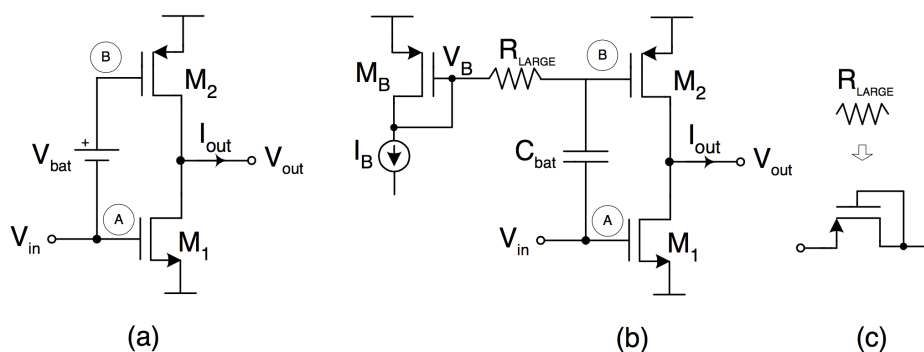 B
M2
+
Vbat
Iout
Vout
A
Vin
M1
(a)
VB
RLARGE
B
MB
M2
IB
Cbat
Iout
Vout
A
Vin
M1
(b)
RLARGE
(c)